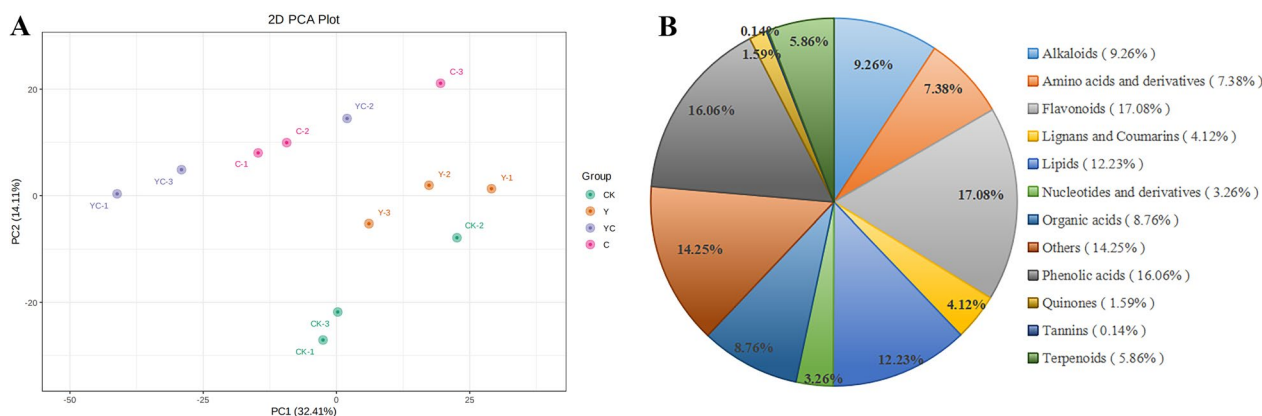 A
2D PCA Plot
C-3
YC-2
C-2
C-1
YC-3
YC-1
Y-2
Y-1
Y-3
CK-2
CK-3
CK-1
20
0
-20
PC2 (14.11%)
-50
-25
0
25
PC1 (32.41%)
Group
CK
Y
YC
C
B
0.14%
5.86%
9.26%
1.59%
7.38%
16.06%
17.08%
14.25%
4.12%
8.76%
12.23%
3.26%
Alkaloids ( 9.26% )
Amino acids and derivatives ( 7.38% )
Flavonoids ( 17.08% )
Lignans and Coumarins ( 4.12% )
Lipids ( 12.23% )
Nucleotides and derivatives ( 3.26% )
Organic acids ( 8.76% )
Others ( 14.25% )
Phenolic acids ( 16.06% )
Quinones ( 1.59% )
Tannins ( 0.14% )
Terpenoids ( 5.86% )